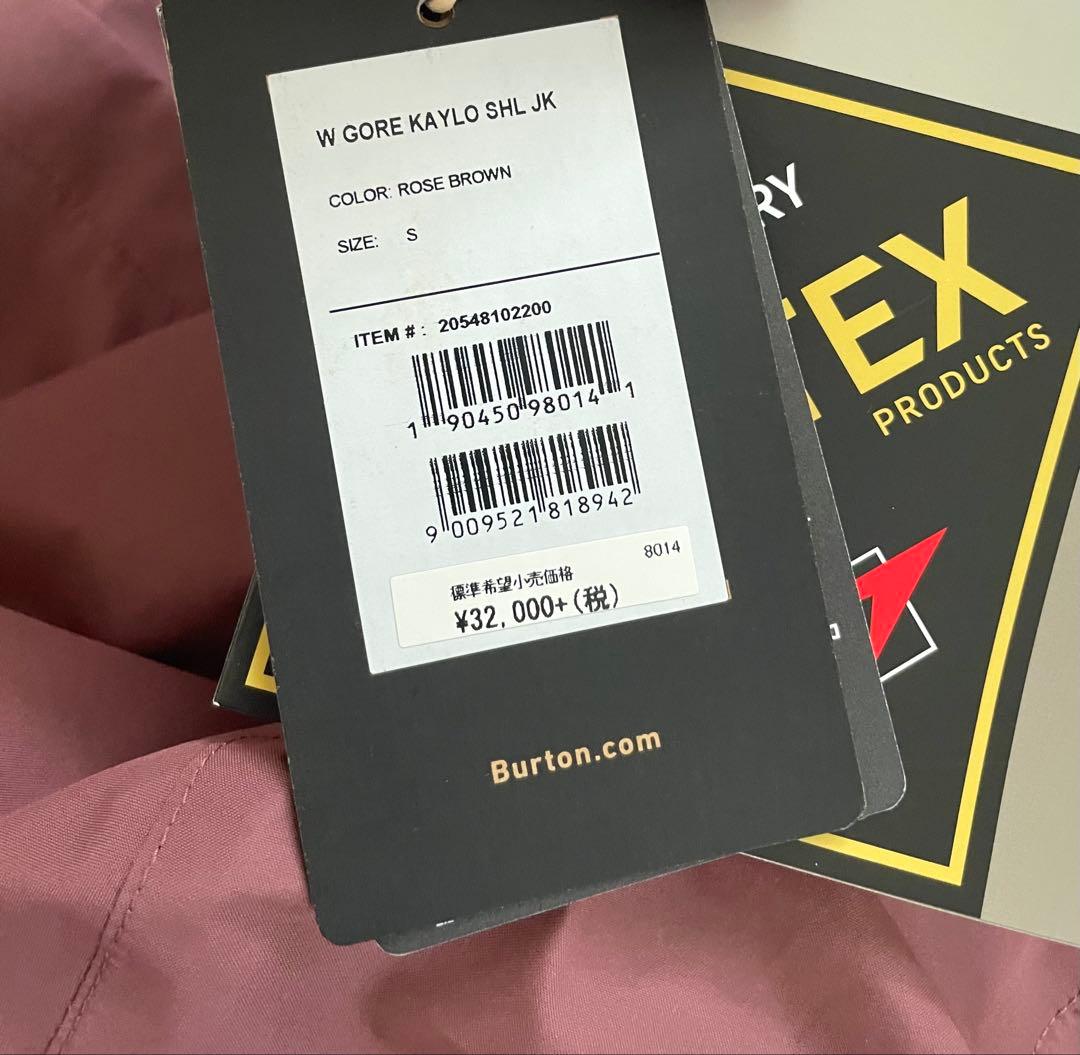 W GORE KAYLO SHL JK
COLOR: ROSE BROWN
SIZE: S
ITEM #: 20548102200
1 90450 98014 1
9 009521 818942
8014
標準希望小売価格
¥32,000+(税)
Burton.com
RY
TEX
PRODUCTS